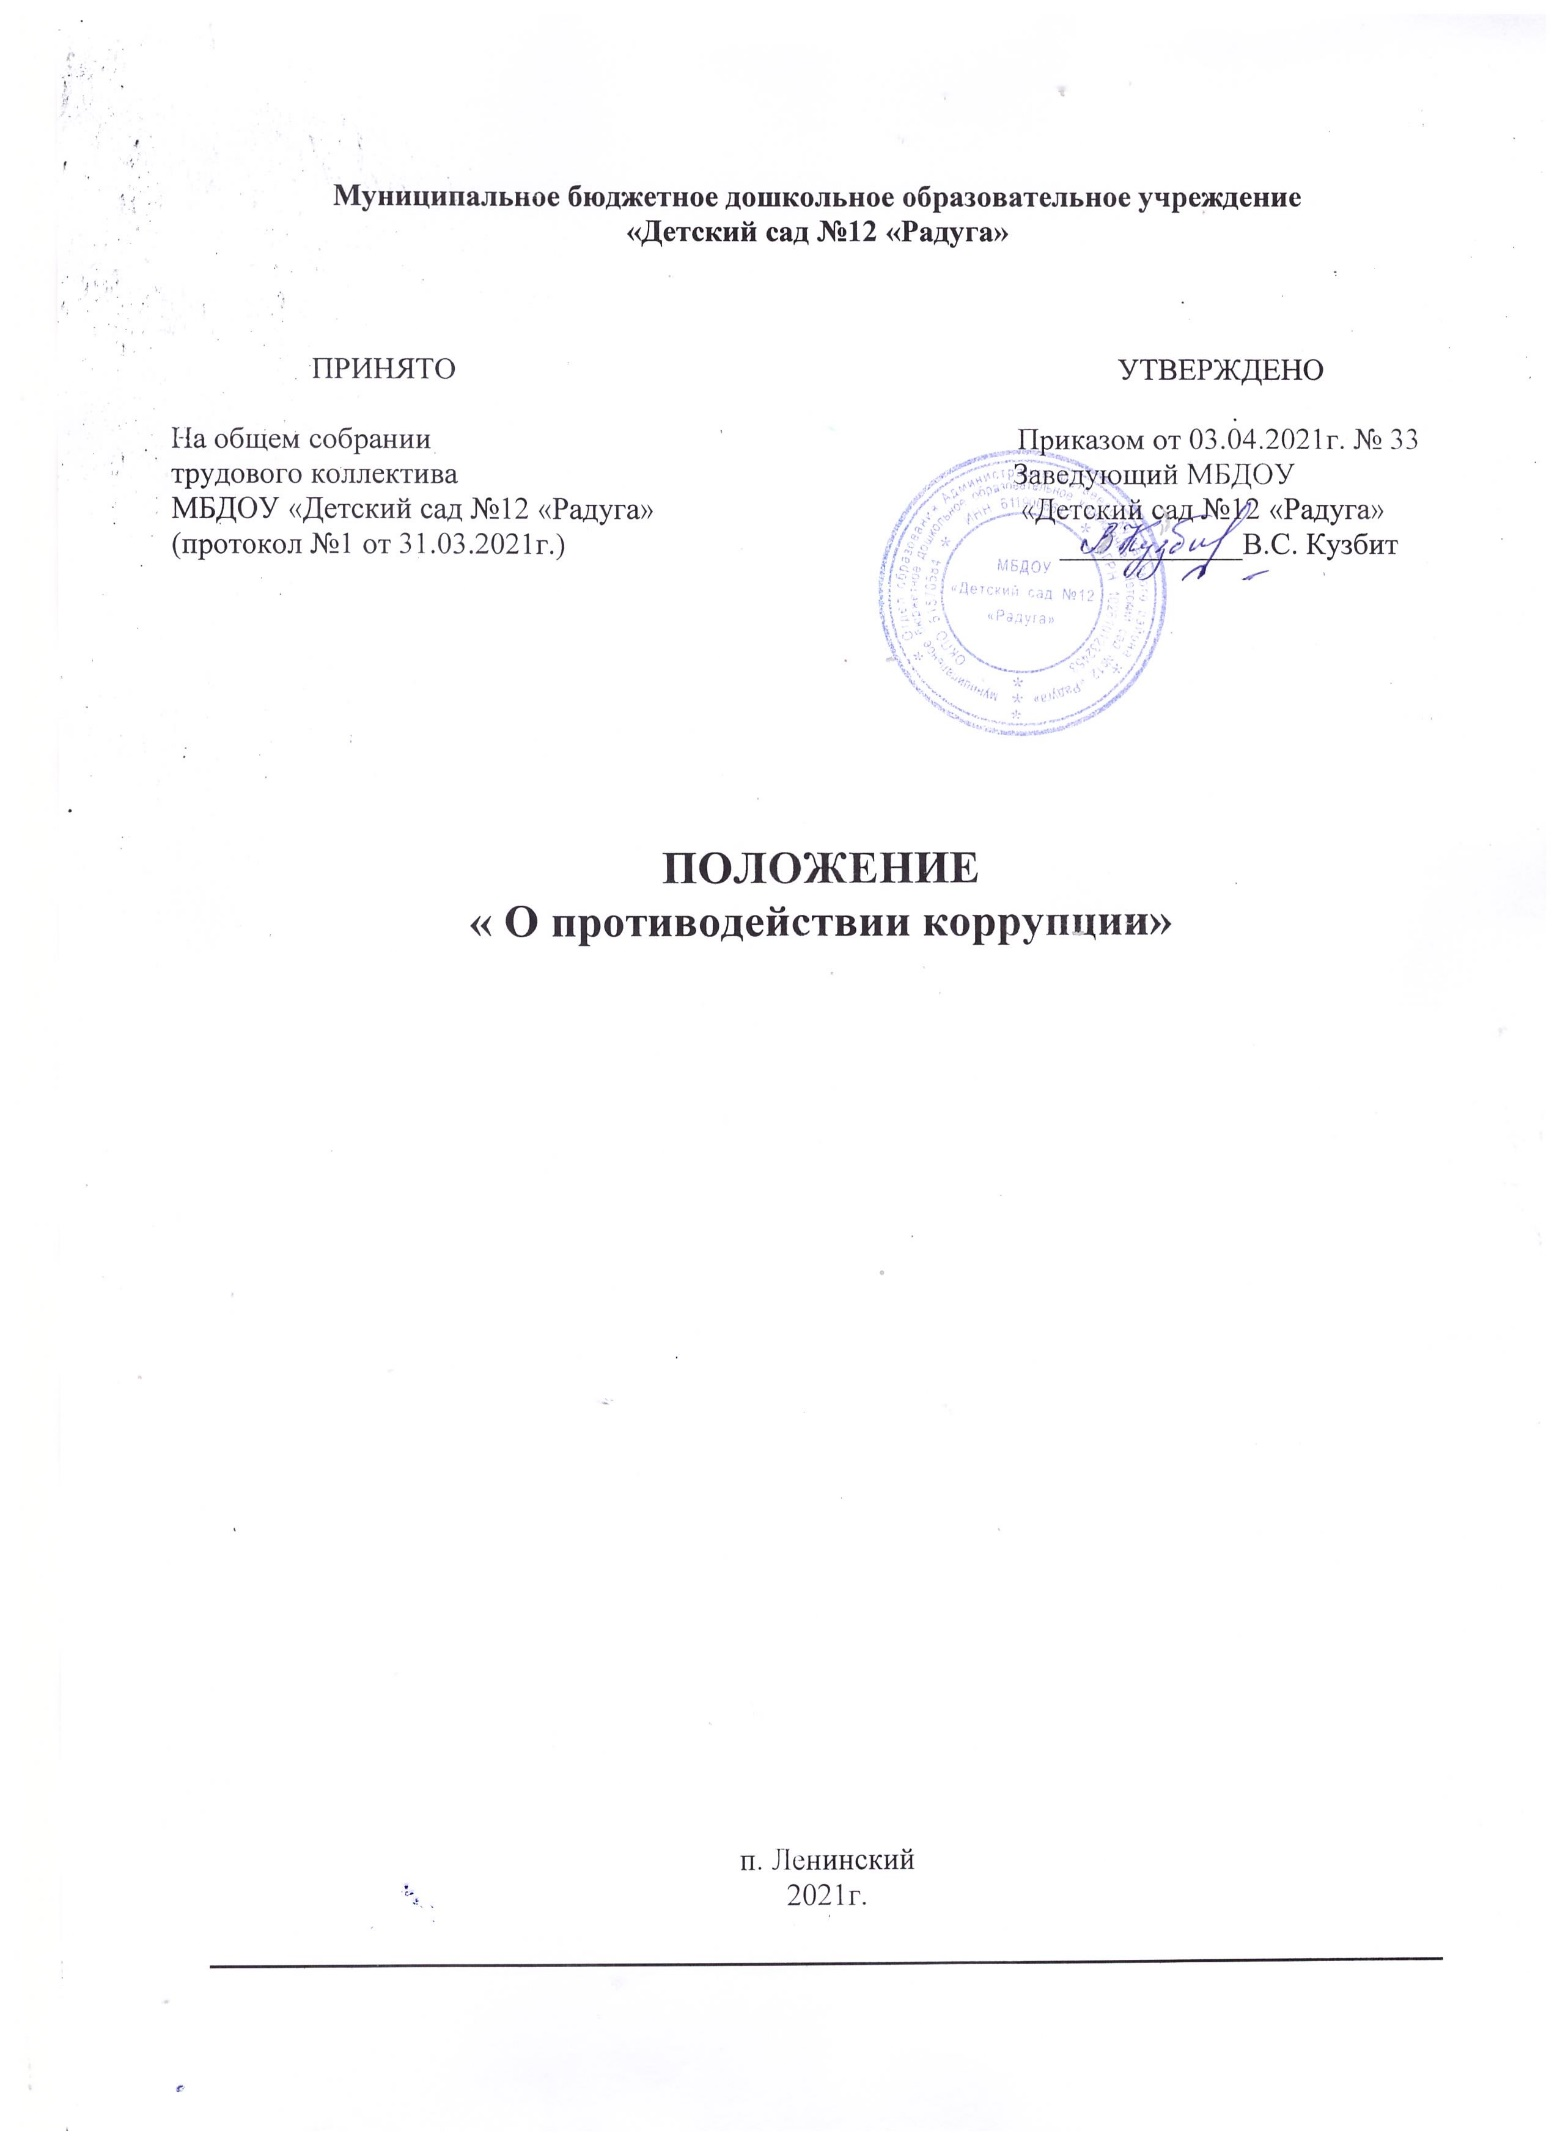 Муниципальное бюджетное дошкольное образовательное учреждение
«Детский сад №12 «Радуга»
ПРИНЯТО
На общем собрании
трудового коллектива
МБДОУ «Детский сад №12 «Радуга»
(протокол №1 от 31.03.2021г.)
УТВЕРЖДЕНО
Приказом от 03.04.2021г. № 33
Заведующий МБДОУ
«Детский сад №12 «Радуга»
В.С. Кузбит
МБДОУ
«Детский сад №12
«Радуга»
ПОЛОЖЕНИЕ
« О противодействии коррупции»
п. Ленинский
2021г.